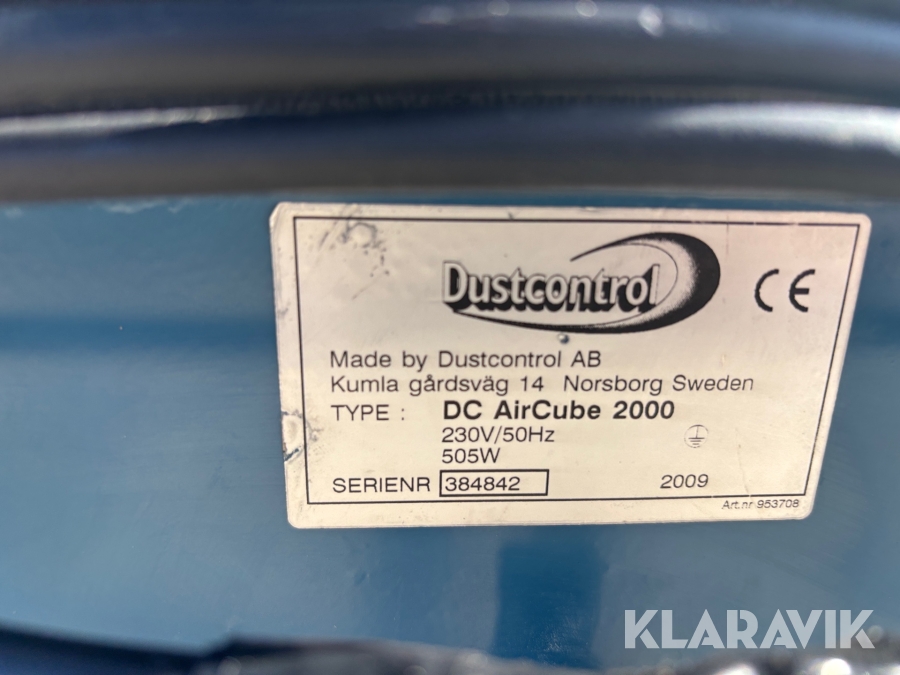 Dustcontrol
CE
Made by Dustcontrol AB
Kumla gårdsväg 14 Norsborg Sweden
TYPE : DC AirCube 2000
230V/50Hz
505W
SERIENR 384842 2009
Art.nr 953708
KLARAVIK